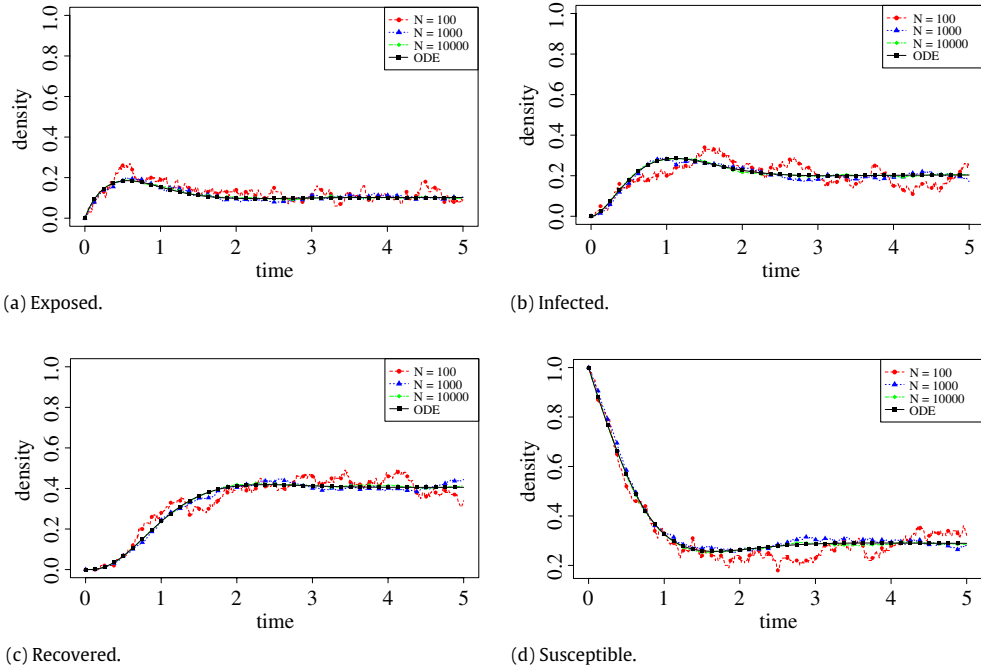 density
0.0 0.2 0.4 0.6 0.8 1.0
N = 100
N = 1000
N = 10000
ODE
0 1 2 3 4 5
time
(a) Exposed.
density
0.0 0.2 0.4 0.6 0.8 1.0
N = 100
N = 1000
N = 10000
ODE
0 1 2 3 4 5
time
(b) Infected.
density
0.0 0.2 0.4 0.6 0.8 1.0
N = 100
N = 1000
N = 10000
ODE
0 1 2 3 4 5
time
(c) Recovered.
density
0.2 0.4 0.6 0.8 1.0
N = 100
N = 1000
N = 10000
ODE
0 1 2 3 4 5
time
(d) Susceptible.